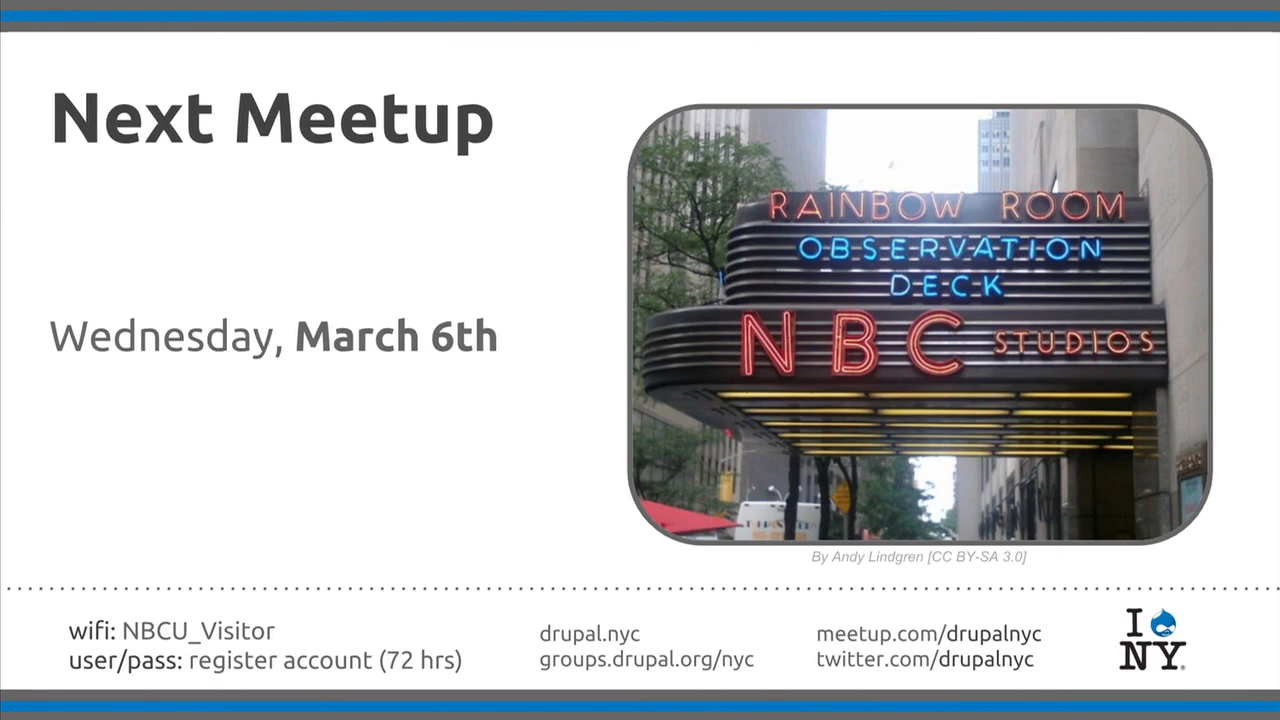 Next Meetup
Wednesday, March 6th
RAINBOW ROOM
OBSERVATION
DECK
NBC STUDIOS
By Andy Lindgren [CC BY-SA 3.0]
wifi: NBCU_Visitor
user/pass: register account (72 hrs)
drupal.nyc
groups.drupal.org/nyc
meetup.com/drupalnyc
twitter.com/drupalnyc
I
NY